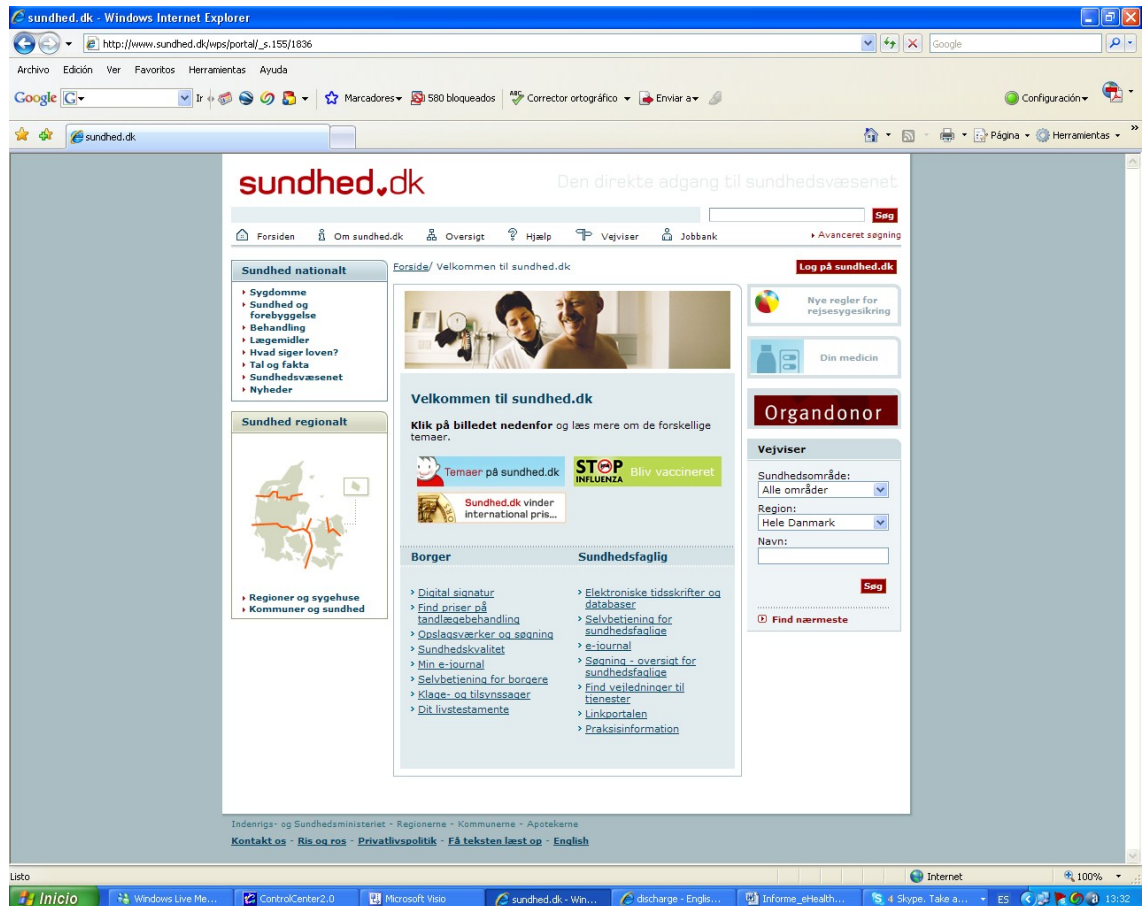 sundhed.dk - Windows Internet Explorer
http://www.sundhed.dk/wps/portal/_s.155/1836
Google
Archivo Edición Ver Favoritos Herramientas Ayuda
Google G Ir Marcadores 580 bloqueados Corrector ortográfico Enviar a Configuración
sundhed.dk Página Herramientas
sundhed.dk
Den direkte adgang til sundhedsvæsenet
Søg
Forsiden Om sundhed.dk Oversigt Hjælp Vejviser Jobbank Avanceret søgning
Sundhed nationalt
Sygdomme
Sundhed og
forebyggelse
Behandling
Lægemidler
Hvad siger loven?
Tal og fakta
Sundhedsvæsenet
Nyheder
Sundhed regionalt
Regioner og sygehuse
Kommuner og sundhed
Forside/ Velkommen til sundhed.dk
Velkommen til sundhed.dk
Klik på billedet nedenfor og læs mere om de forskellige
temaer.
Temaer på sundhed.dk
STOP
INFLUENZA
Bliv vaccineret
Sundhed.dk vinder
international pris...
Borger
Digital signatur
Find priser på
tandlægebehandling
Opslagsværker og søgning
Sundhedskvalitet
Min e-journal
Selvbetjening for borgere
Klage- og tilsynssager
Dit livstestamente
Sundhedsfaglig
Elektroniske tidsskrifter og
databaser
Selvbetjening for
sundhedsfaglige
e-journal
Søgning - oversigt for
sundhedsfaglige
Find vejledninger til
tjenester
Linkportalen
Praksisinformation
Log på sundhed.dk
Nye regler for
rejsesygesikring
Din medicin
Organdonor
Vejviser
Sundhedsområde:
Alle områder
Region:
Hele Danmark
Navn:
Søg
Find nærmeste
Indenrigs- og Sundhedsministeriet - Regionerne - Kommunerne - Apotekerne
Kontakt os - Ris og ros - Privatlivspolitik - Få teksten læst op - English
Listo Internet 100%
Inicio Windows Live Me... ControlCenter2.0 Microsoft Visio sundhed.dk - Win... discharge - Englis... Informe_eHealth... 4 Skype. Take a... ES 13:32